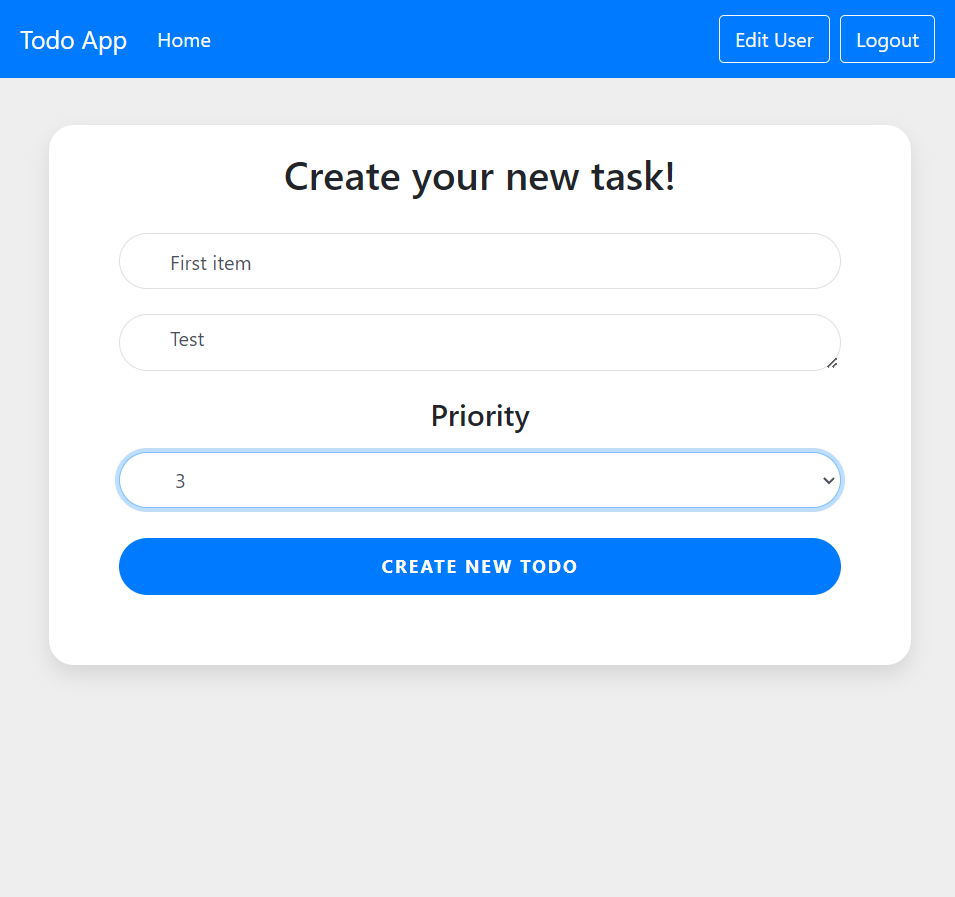 Todo App Home Edit User Logout
Create your new task!
First item
Test
Priority
3
CREATE NEW TODO